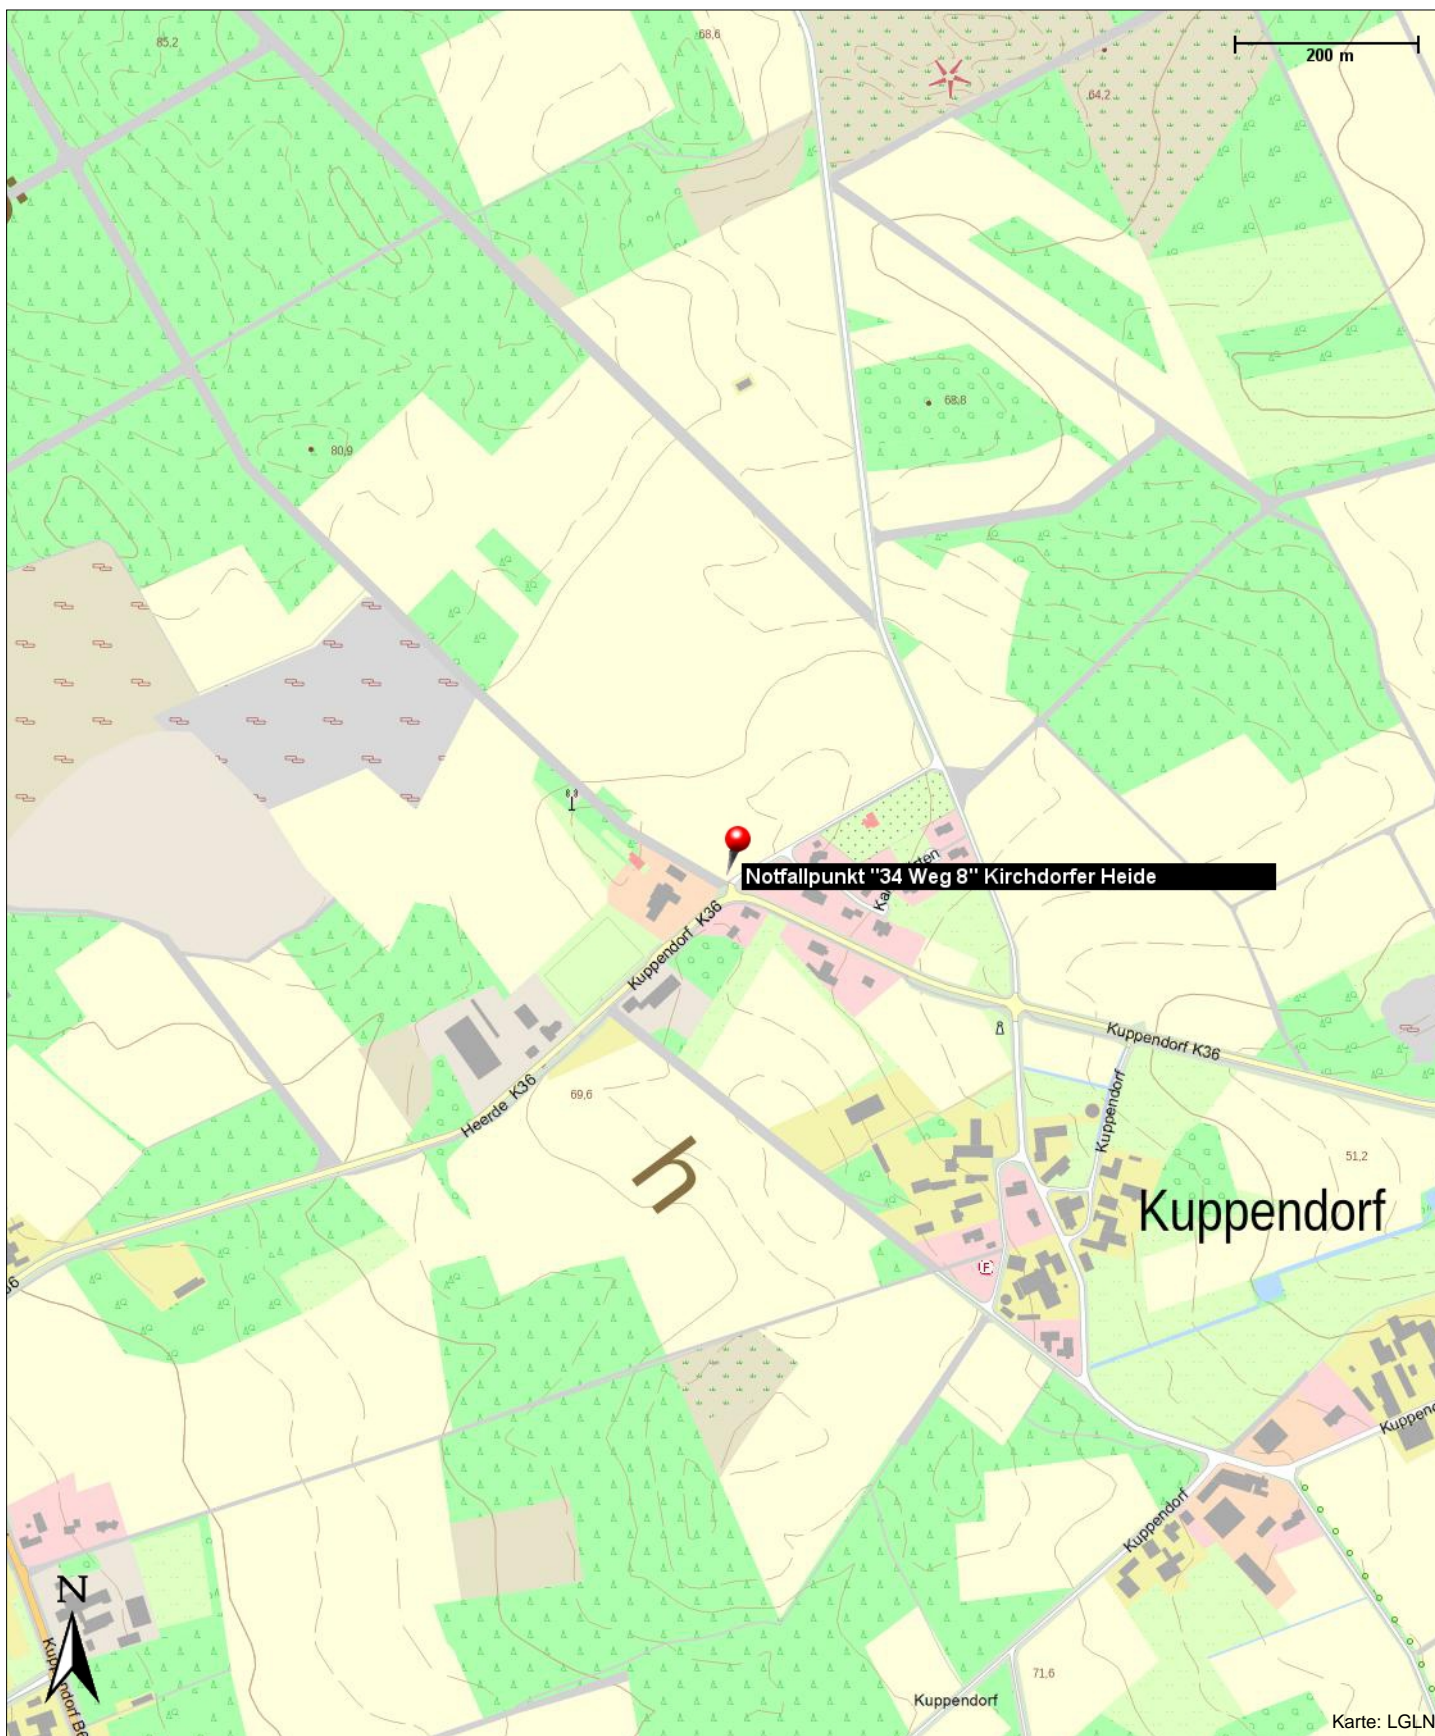 85,2
68,6
200 m
64,2
68,8
80,9
Notfallpunkt "34 Weg 8" Kirchdorfer Heide
Kuppendorf K36
Kuppendorf K36
Kuppendorf
Heerde K36
69,6
h
51,2
Kuppendorf
E
36
N
Kuppendorf
71,6
Kuppendorf
Karte: LGLN